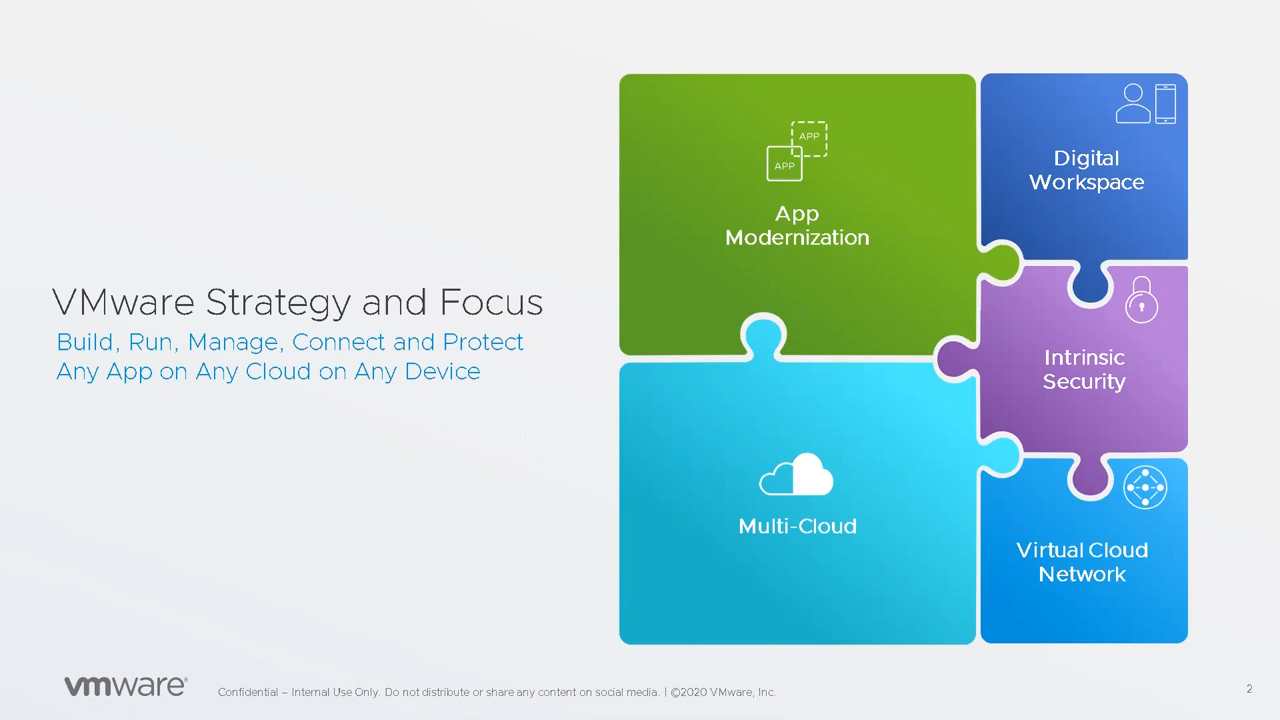 VMware Strategy and Focus
Build, Run, Manage, Connect and Protect
Any App on Any Cloud on Any Device
APP
APP
App
Modernization
Digital
Workspace
Intrinsic
Security
Multi-Cloud
Virtual Cloud
Network
vmware®
Confidential – Internal Use Only. Do not distribute or share any content on social media. | ©2020 VMware, Inc.
2